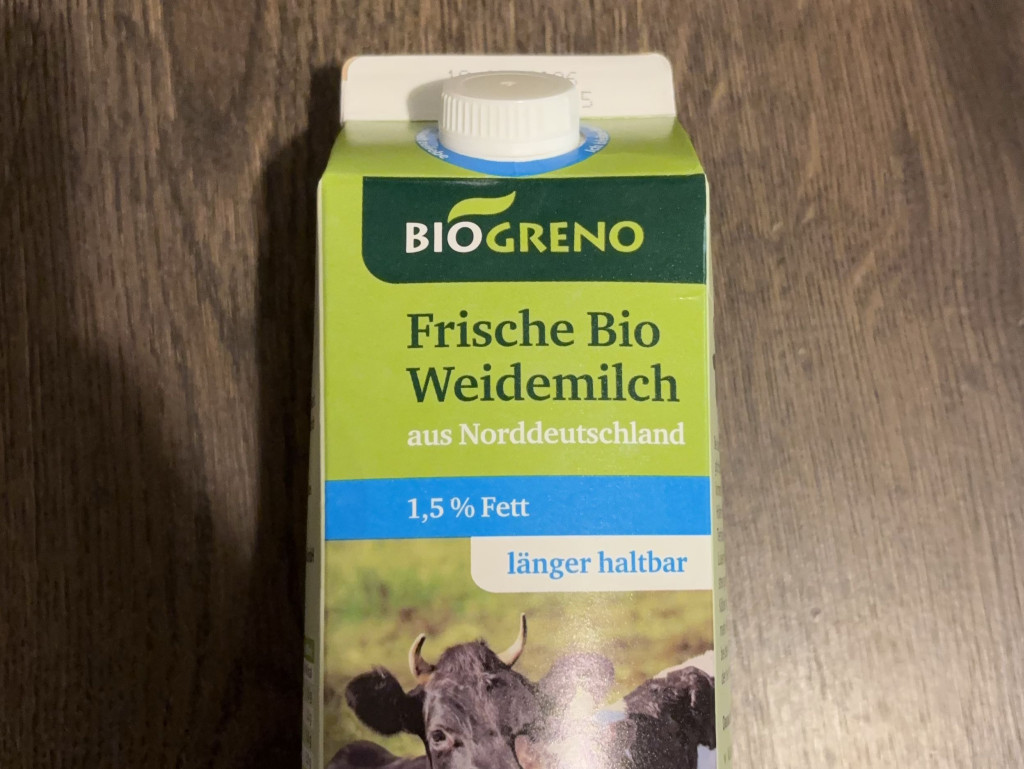 BIOGRENO
Frische Bio
Weidemilch
aus Norddeutschland
1,5 % Fett
länger haltbar